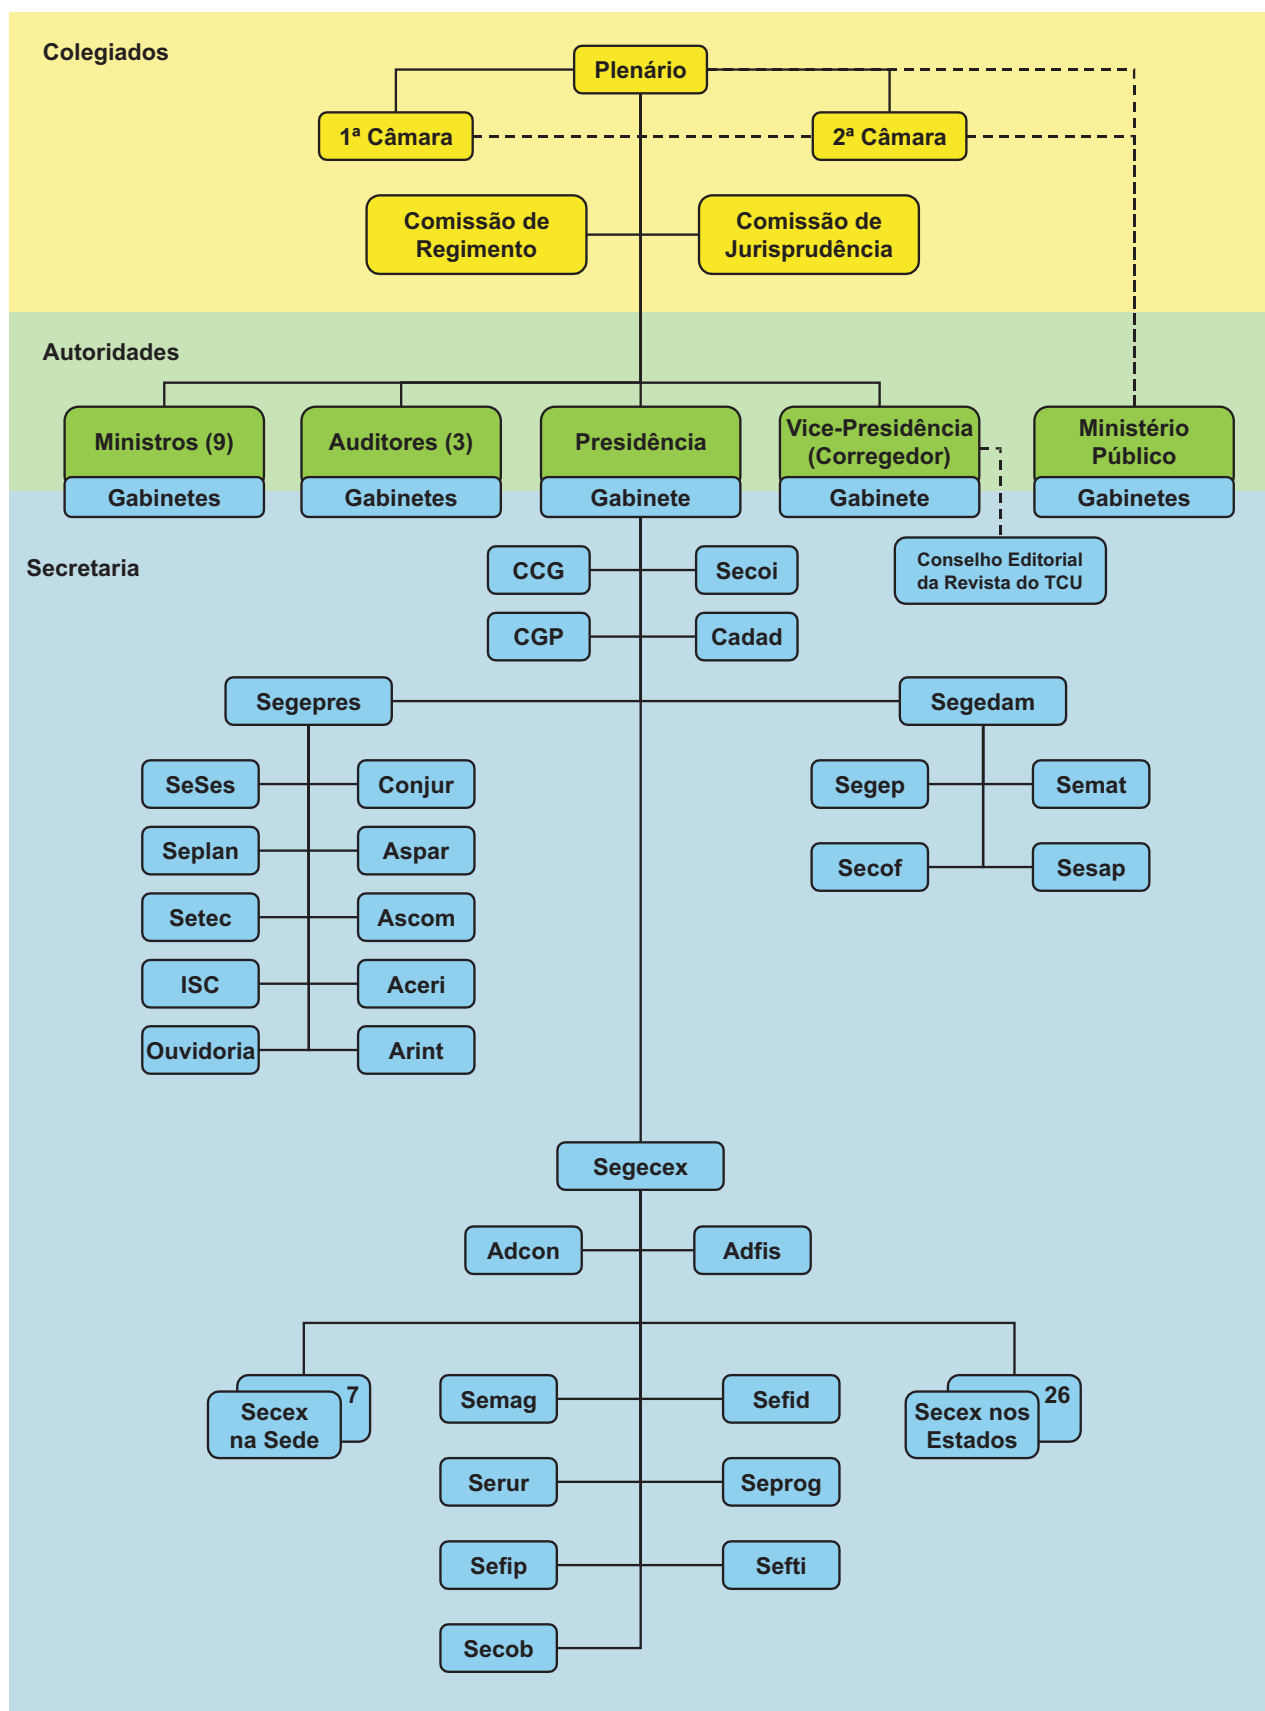 Colegiados
Plenário
1ª Câmara
2ª Câmara
Comissão de
Regimento
Comissão de
Jurisprudência
Autoridades
Ministros (9)
Gabinetes
Auditores (3)
Gabinetes
Presidência
Gabinete
Vice-Presidência
(Corregedor)
Gabinete
Ministério
Público
Gabinetes
Secretaria
CCG
Secoi
Conselho Editorial
da Revista do TCU
CGP
Cadad
Segepres
Segedam
SeSes
Conjur
Seplan
Aspar
Setec
Ascom
ISC
Aceri
Ouvidoria
Arint
Segep
Semat
Secof
Sesap
Segecex
Adcon
Adfis
7
Secex
na Sede
26
Secex nos
Estados
Semag
Sefid
Serur
Seprog
Sefip
Sefti
Secob